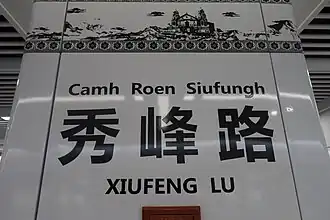 Camh Roen Siufungh
秀峰路
XIUFENG LU